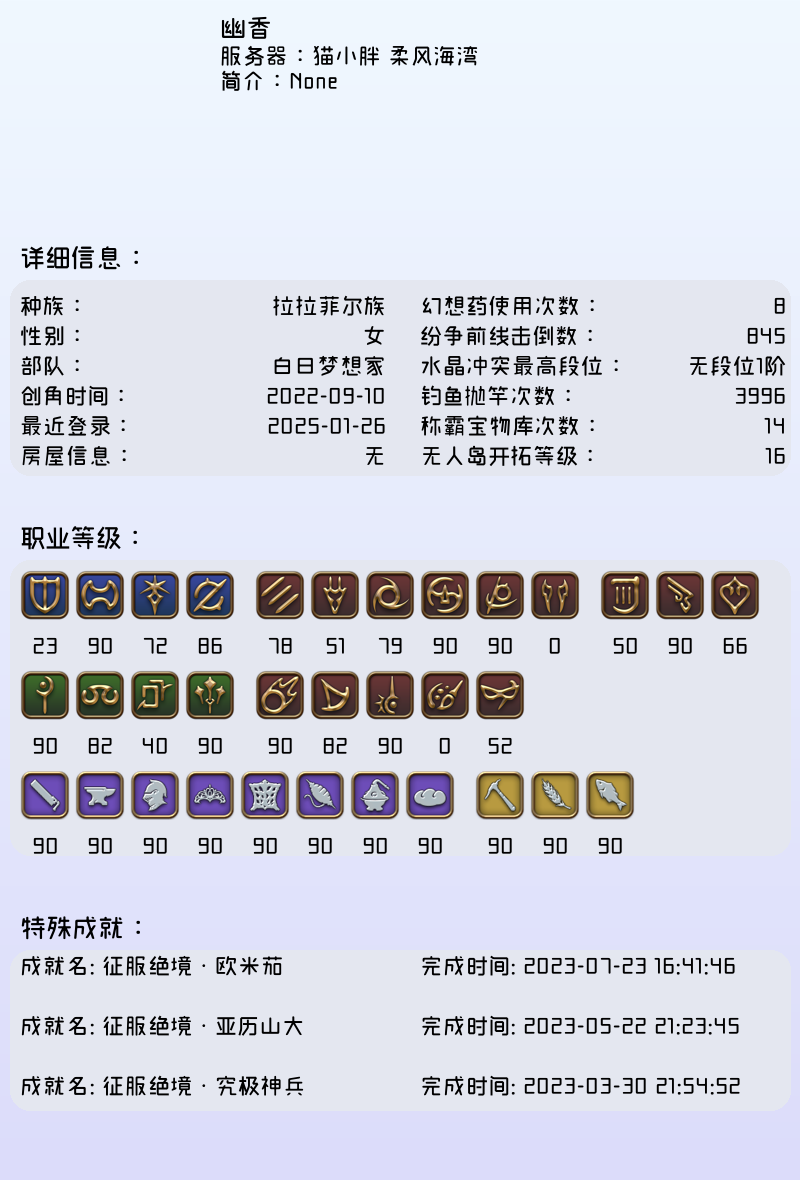 幽香
服务器：猫小胖 柔风海湾
简介：None
详细信息：
种族： 拉拉菲尔族 幻想药使用次数： 8
性别： 女 纷争前线击倒数： 845
部队： 白日梦想家 水晶冲突最高段位： 无段位1阶
创角时间： 2022-09-10 钓鱼抛竿次数： 3996
最近登录： 2025-01-26 称霸宝物库次数： 14
房屋信息： 无 无人岛开拓等级： 16
职业等级：
23 90 72 86 78 51 79 90 90 0 50 90 66
90 82 40 90 90 82 90 0 52
90 90 90 90 90 90 90 90 90 90 90
特殊成就：
成就名: 征服绝境·欧米茄 完成时间: 2023-07-23 16:41:46
成就名: 征服绝境·亚历山大 完成时间: 2023-05-22 21:23:45
成就名: 征服绝境·究极神兵 完成时间: 2023-03-30 21:54:52